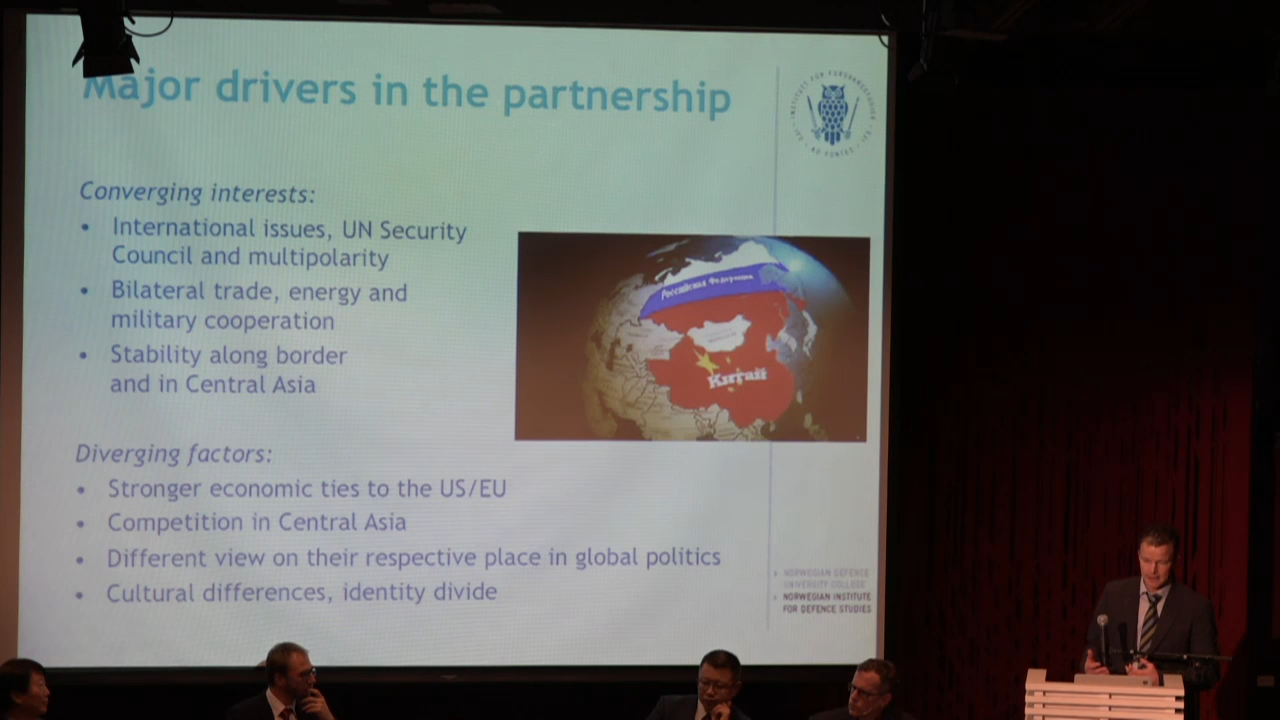 Major drivers in the partnership
INSTITUTT FOR FORSVARSSTUDIER
Converging interests:
• International issues, UN Security
Council and multipolarity
• Bilateral trade, energy and
military cooperation
• Stability along border
and in Central Asia
Российская Федерация
Китай
Diverging factors:
• Stronger economic ties to the US/EU
• Competition in Central Asia
• Different view on their respective place in global politics
• Cultural differences, identity divide
NORWEGIAN DEFENCE
UNIVERSITY COLLEGE
NORWEGIAN INSTITUTE
FOR DEFENCE STUDIES